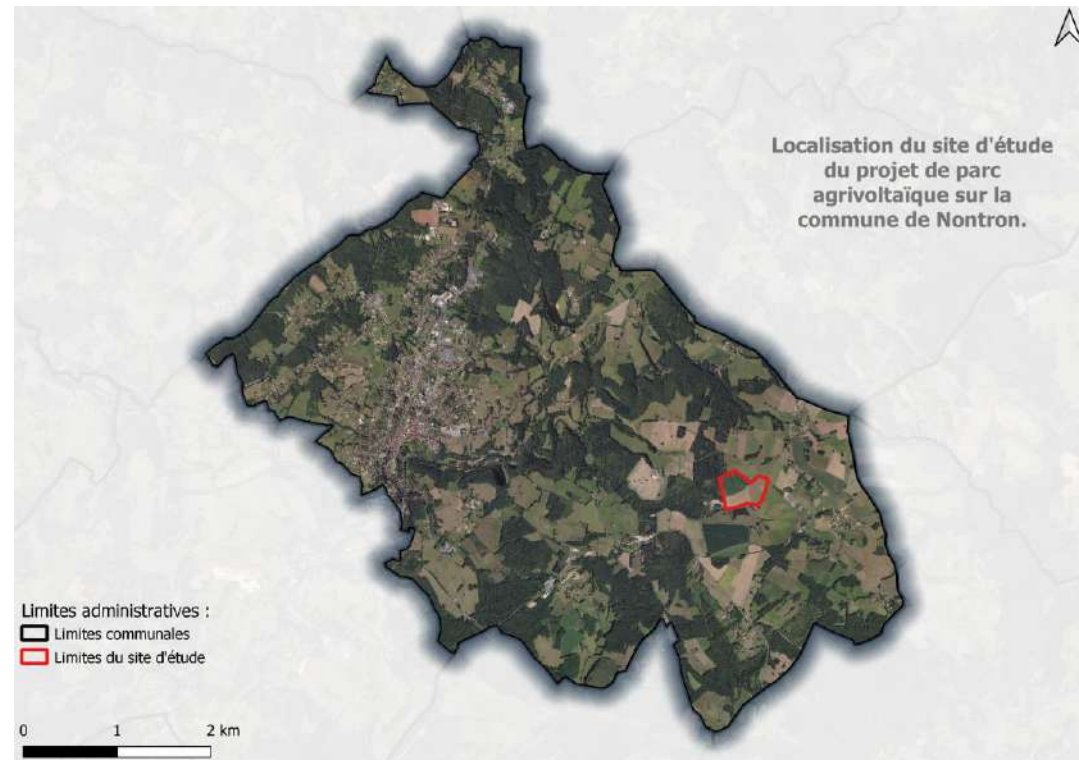 Localisation du site d'étude
du projet de parc
agrivoltaïque sur la
commune de Nontron.
Limites administratives :
Limites communales
Limites du site d'étude
0 1 2 km